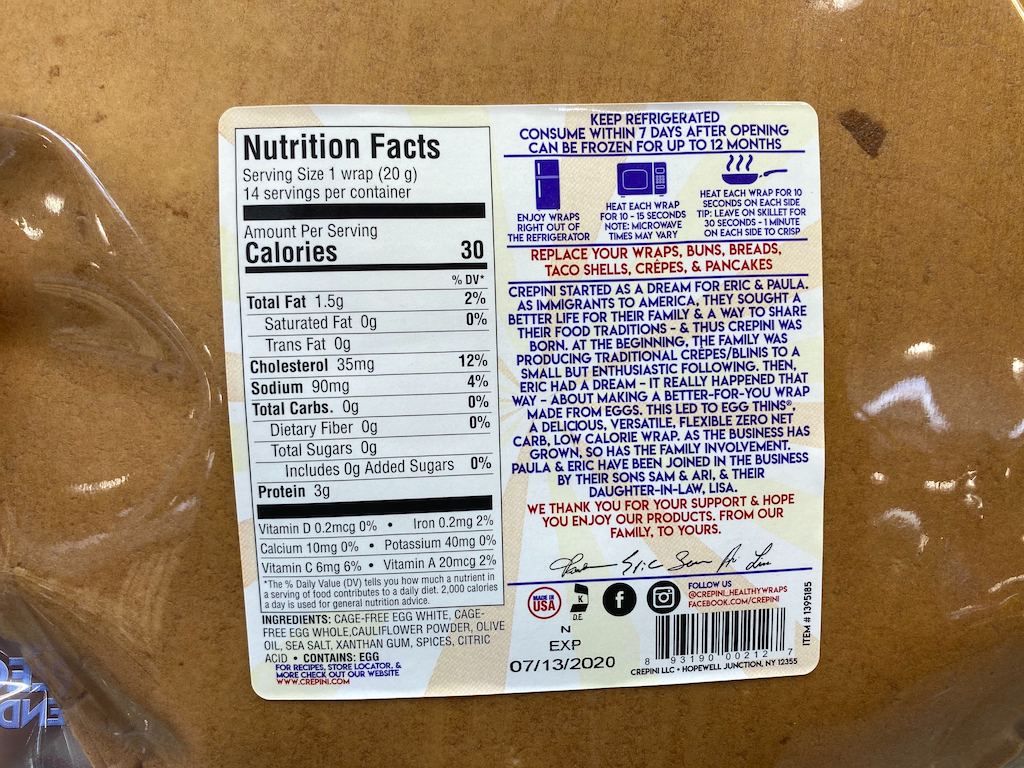 Nutrition Facts
Serving Size 1 wrap (20 g)
14 servings per container
Amount Per Serving
Calories 30
% DV*
Total Fat 1.5g 2%
Saturated Fat 0g 0%
Trans Fat 0g
Cholesterol 35mg 12%
Sodium 90mg 4%
Total Carbs. 0g 0%
Dietary Fiber 0g 0%
Total Sugars 0g
Includes 0g Added Sugars 0%
Protein 3g
Vitamin D 0.2mcg 0% • Iron 0.2mg 2%
Calcium 10mg 0% • Potassium 40mg 0%
Vitamin C 6mg 6% • Vitamin A 20mcg 2%
*The % Daily Value (DV) tells you how much a nutrient in
a serving of food contributes to a daily diet. 2,000 calories
a day is used for general nutrition advice.
INGREDIENTS: CAGE-FREE EGG WHITE, CAGE-
FREE EGG WHOLE,CAULIFLOWER POWDER, OLIVE
OIL, SEA SALT, XANTHAN GUM, SPICES, CITRIC
ACID • CONTAINS: EGG
FOR RECIPES, STORE LOCATOR, &
MORE CHECK OUT OUR WEBSITE
WWW.CREPINI.COM
KEEP REFRIGERATED
CONSUME WITHIN 7 DAYS AFTER OPENING
CAN BE FROZEN FOR UP TO 12 MONTHS
ENJOY WRAPS
RIGHT OUT OF
THE REFRIGERATOR
HEAT EACH WRAP
FOR 10 - 15 SECONDS
NOTE: MICROWAVE
TIMES MAY VARY
HEAT EACH WRAP FOR 10
SECONDS ON EACH SIDE
TIP: LEAVE ON SKILLET FOR
30 SECONDS - 1 MINUTE
ON EACH SIDE TO CRISP
REPLACE YOUR WRAPS, BUNS, BREADS,
TACO SHELLS, CRÊPES, & PANCAKES
CREPINI STARTED AS A DREAM FOR ERIC & PAULA.
AS IMMIGRANTS TO AMERICA, THEY SOUGHT A
BETTER LIFE FOR THEIR FAMILY & A WAY TO SHARE
THEIR FOOD TRADITIONS - & THUS CREPINI WAS
BORN. AT THE BEGINNING, THE FAMILY WAS
PRODUCING TRADITIONAL CRÊPES/BLINIS TO A
SMALL BUT ENTHUSIASTIC FOLLOWING. THEN,
ERIC HAD A DREAM – IT REALLY HAPPENED THAT
WAY – ABOUT MAKING A BETTER-FOR-YOU WRAP
MADE FROM EGGS. THIS LED TO EGG THINS®,
A DELICIOUS, VERSATILE, FLEXIBLE ZERO NET
CARB, LOW CALORIE WRAP. AS THE BUSINESS HAS
GROWN, SO HAS THE FAMILY INVOLVEMENT.
PAULA & ERIC HAVE BEEN JOINED IN THE BUSINESS
BY THEIR SONS SAM & ARI, & THEIR
DAUGHTER-IN-LAW, LISA.
WE THANK YOU FOR YOUR SUPPORT & HOPE
YOU ENJOY OUR PRODUCTS. FROM OUR
FAMILY, TO YOURS.
Eric Sam Ari
MADE IN
USA
K
D.E.
f
FOLLOW US
@CREPINI_HEALTHYWRAPS
FACEBOOK.COM/CREPINI
N
EXP
07/13/2020
8 93190 00212 7
CREPINI LLC • HOPEWELL JUNCTION, NY 12355
ITEM # 1395185